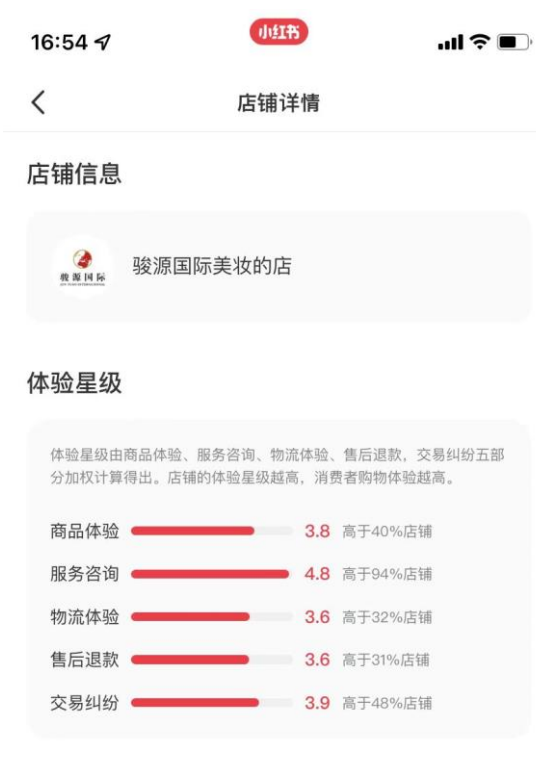 16:54
小红书
店铺详情
店铺信息
骏源国际
骏源国际美妆的店
体验星级
体验星级由商品体验、服务咨询、物流体验、售后退款，交易纠纷五部
分加权计算得出。店铺的体验星级越高，消费者购物体验越高。
商品体验 3.8 高于40%店铺
服务咨询 4.8 高于94%店铺
物流体验 3.6 高于32%店铺
售后退款 3.6 高于31%店铺
交易纠纷 3.9 高于48%店铺